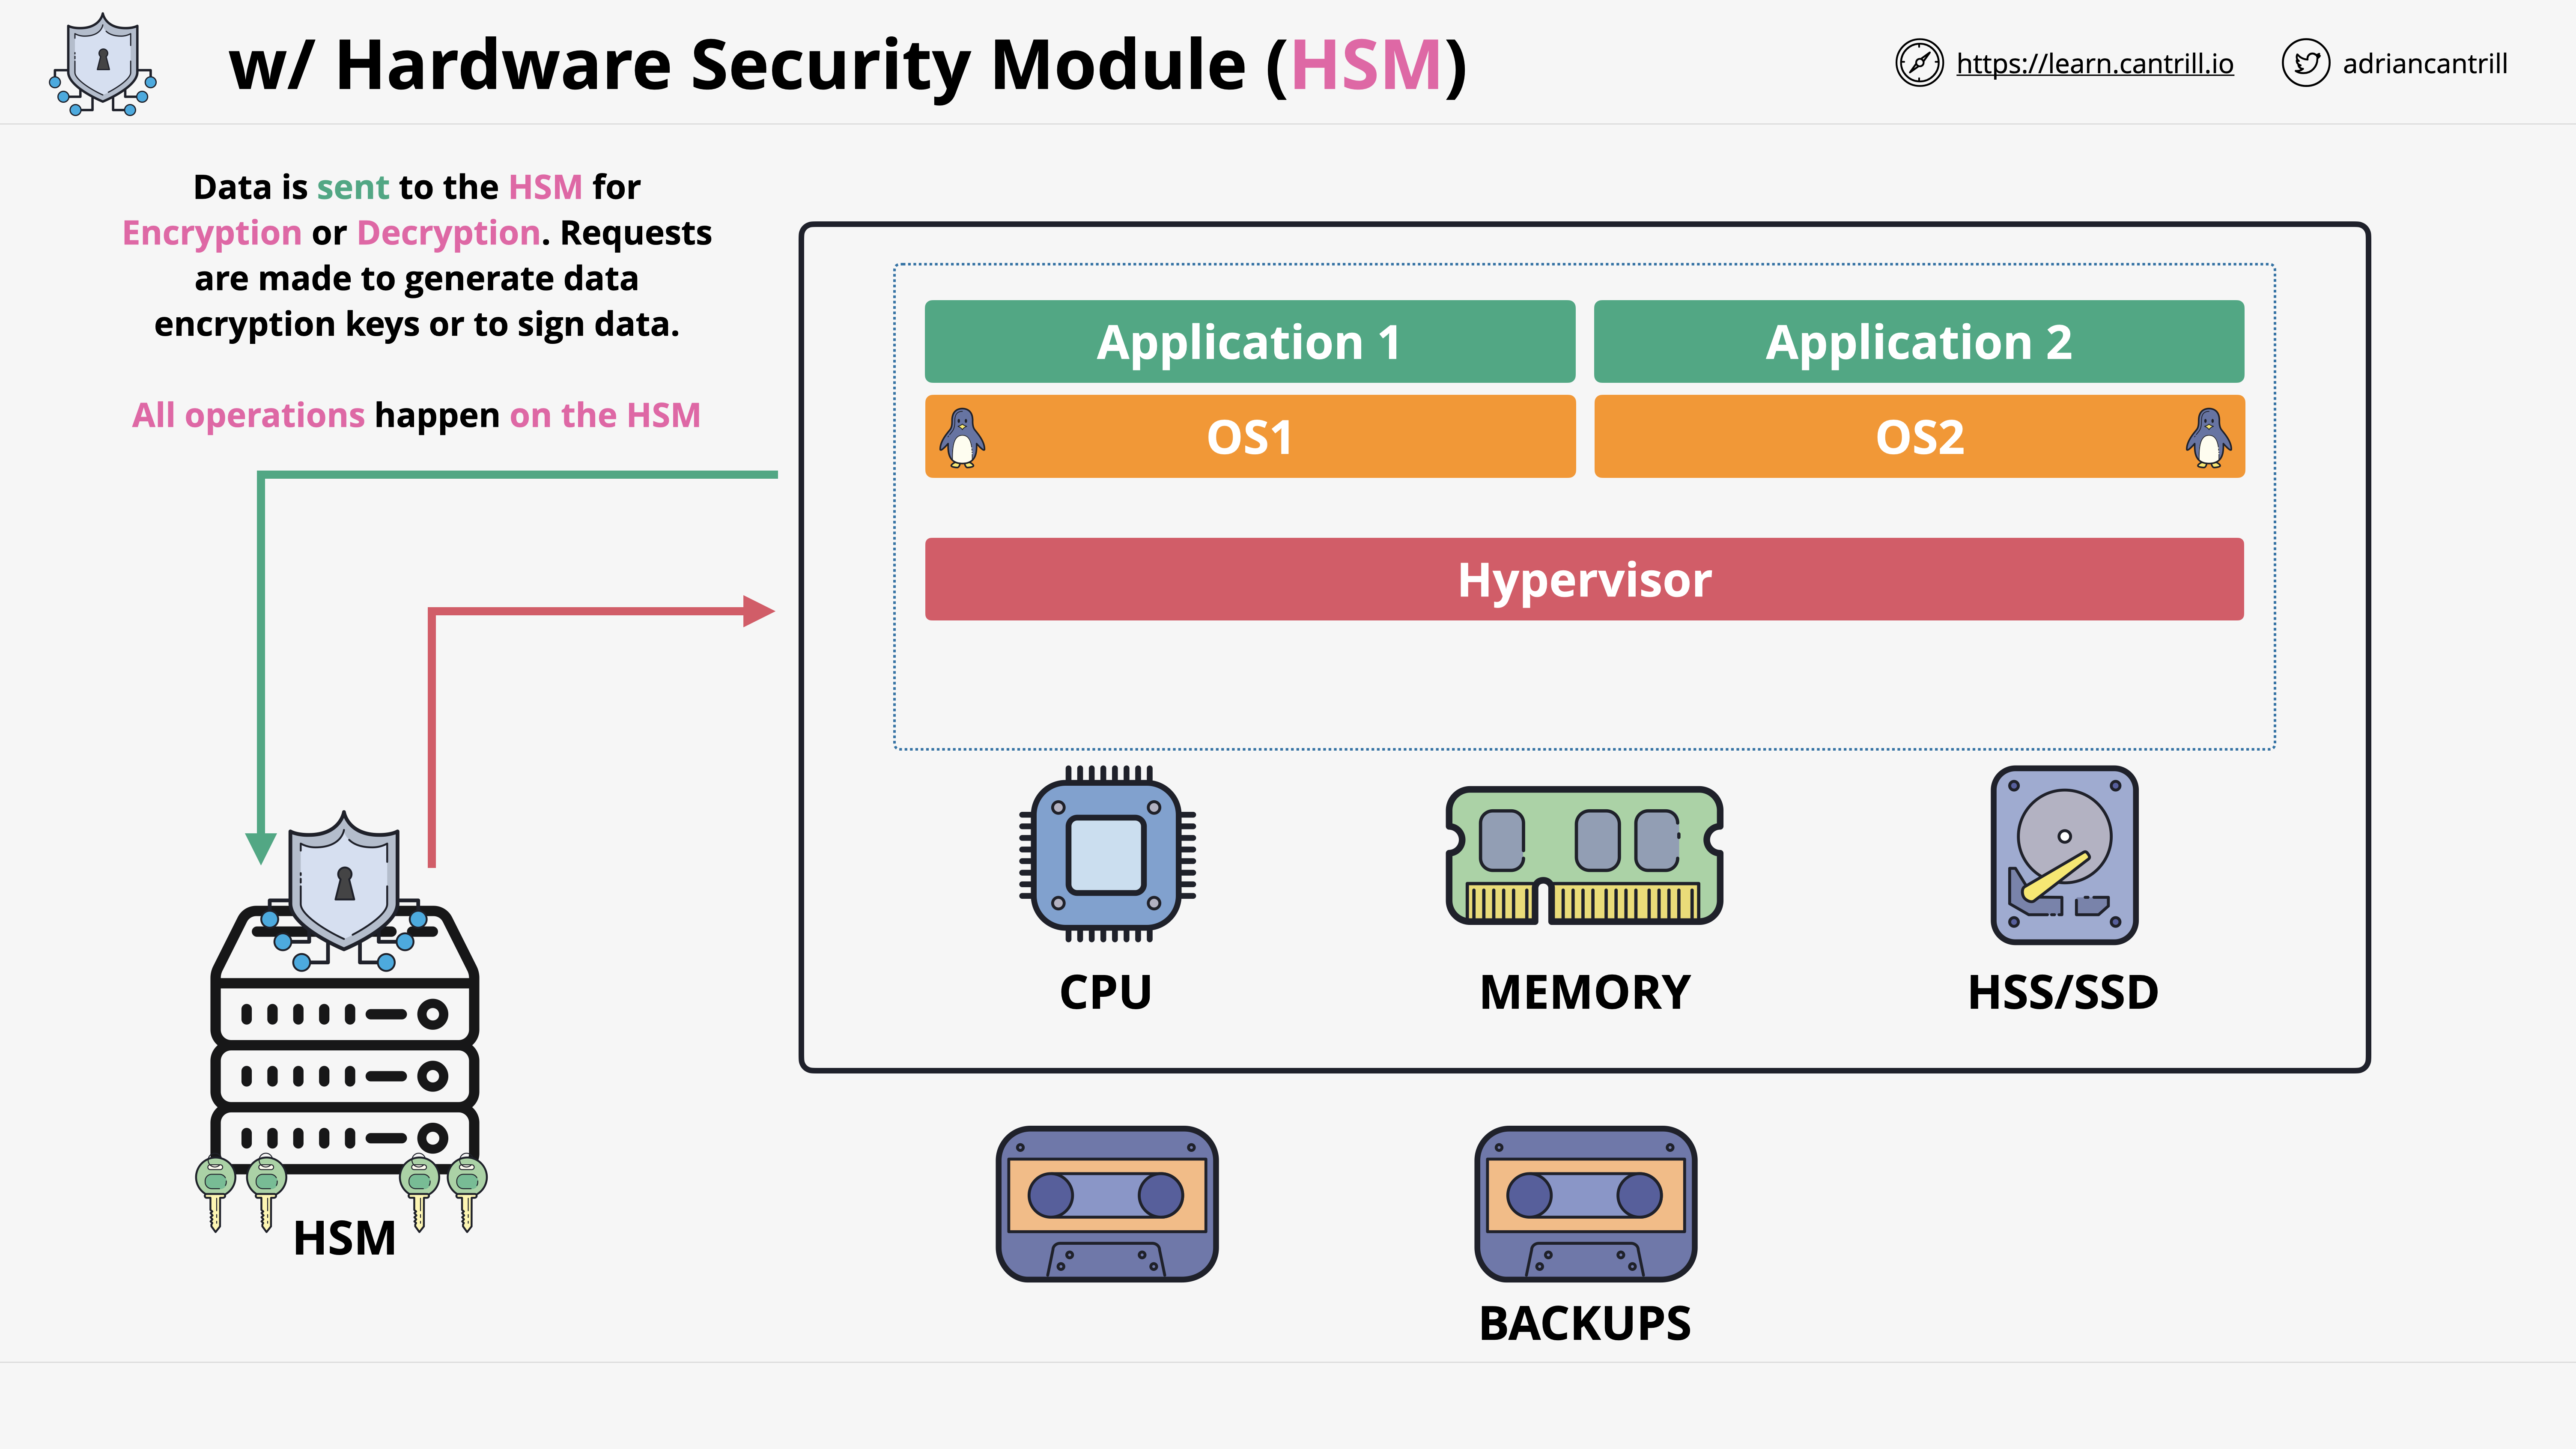 w/ Hardware Security Module (HSM)
https://learn.cantrill.io
adriancantrill
Data is sent to the HSM for
Encryption or Decryption. Requests
are made to generate data
encryption keys or to sign data.
All operations happen on the HSM
Application 1
Application 2
OS1
OS2
Hypervisor
CPU
MEMORY
HSS/SSD
HSM
BACKUPS